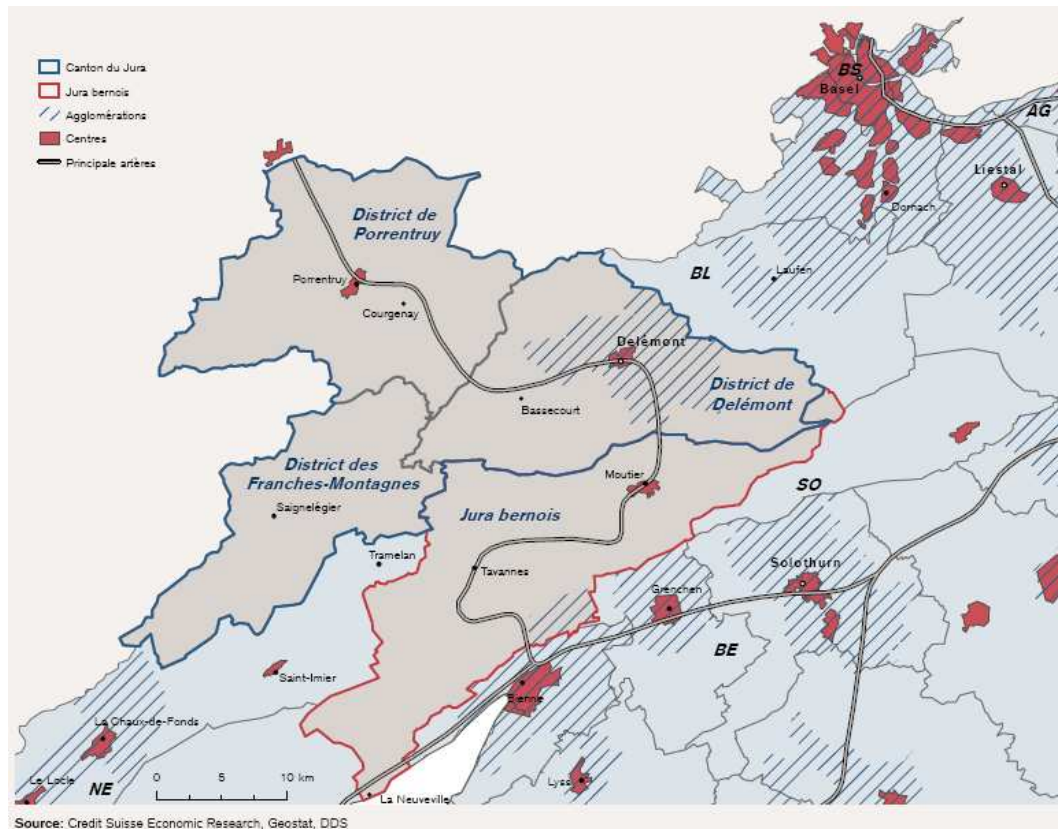 Canton du Jura
Jura bernois
Agglomérations
Centres
Principale artères
BS
Basel
AG
Liestal
Dornach
District de
Porrentruy
BL
Laufen
Porrentruy
Courgenay
Delémont
District de
Delémont
Bassecourt
District des
Franches-Montagnes
Saignelégier
Moutier
SO
Jura bernois
Tramelan
Tavannes
Solothurn
Grenchen
BE
Saint-Imier
Bienne
La Chaux-de-Fonds
0 5 10 km
Le Locle
NE
Lyss
La Neuveville
Source: Credit Suisse Economic Research, Geostat, DDS